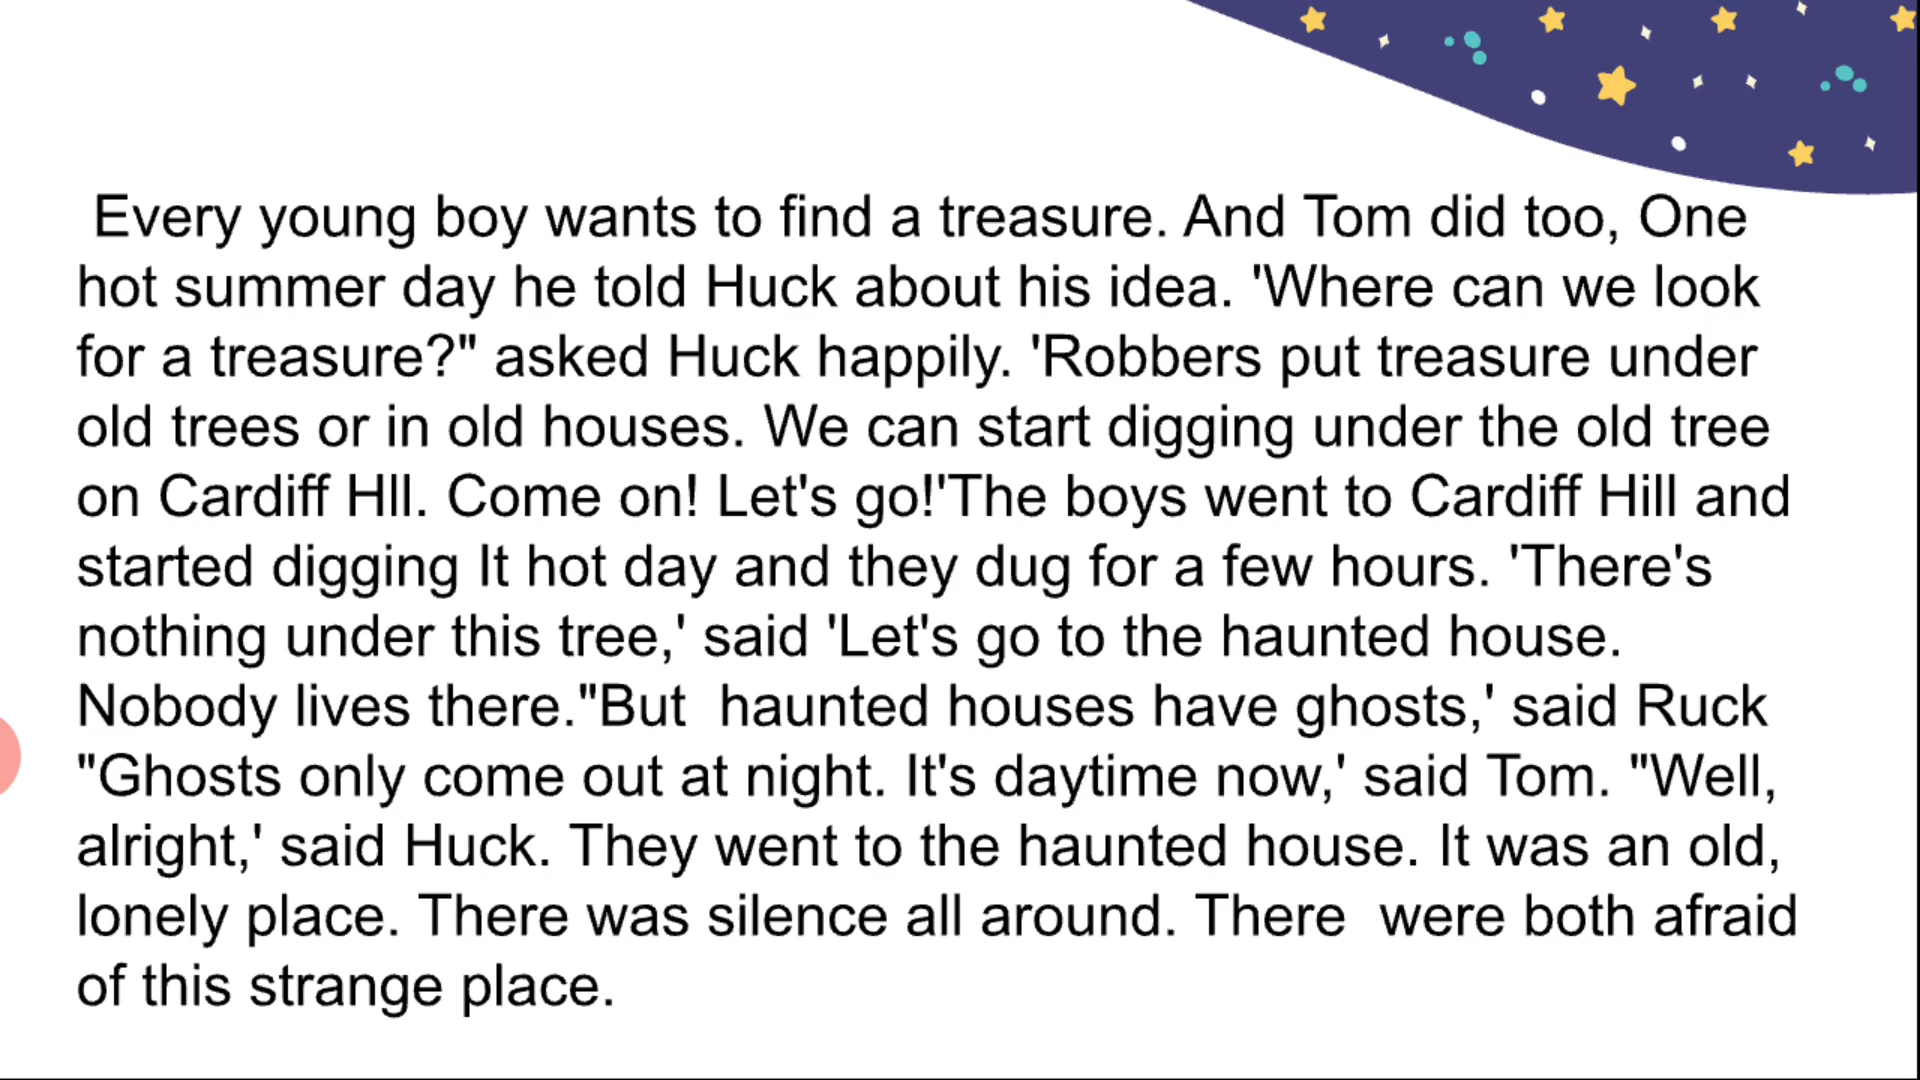 Every young boy wants to find a treasure. And Tom did too, One
hot summer day he told Huck about his idea. 'Where can we look
for a treasure?" asked Huck happily. 'Robbers put treasure under
old trees or in old houses. We can start digging under the old tree
on Cardiff Hll. Come on! Let's go!'The boys went to Cardiff Hill and
started digging It hot day and they dug for a few hours. 'There's
nothing under this tree,' said 'Let's go to the haunted house.
Nobody lives there."But  haunted houses have ghosts,' said Ruck
"Ghosts only come out at night. It's daytime now,' said Tom. "Well,
alright,' said Huck. They went to the haunted house. It was an old,
lonely place. There was silence all around. There  were both afraid
of this strange place.